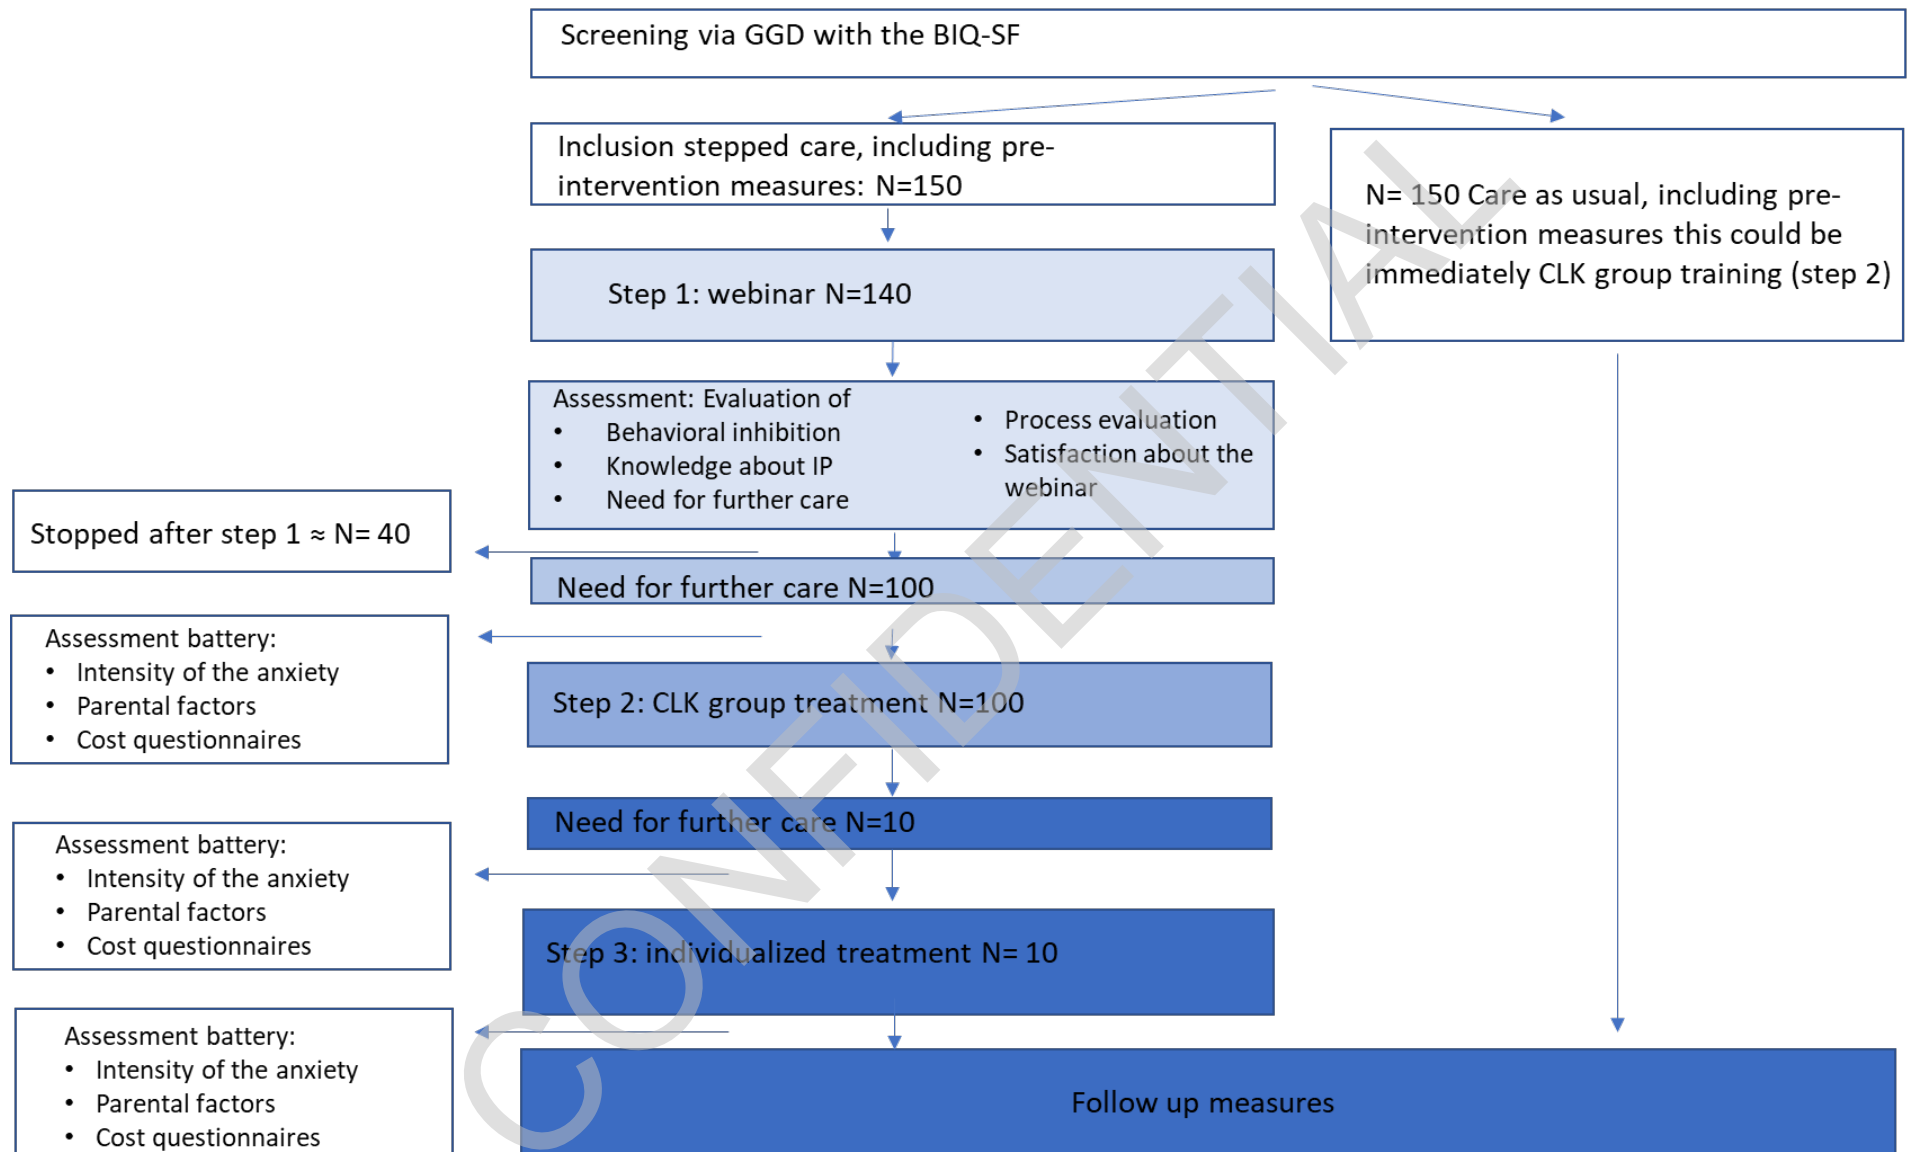 Screening via GGD with the BIQ-SF
Inclusion stepped care, including pre-
intervention measures: N=150
N= 150 Care as usual, including pre-
intervention measures this could be
immediately CLK group training (step 2)
Step 1: webinar N=140
Assessment: Evaluation of
• Behavioral inhibition
• Knowledge about IP
• Need for further care
• Process evaluation
• Satisfaction about the
webinar
Stopped after step 1 ≈ N= 40
Need for further care N=100
Assessment battery:
• Intensity of the anxiety
• Parental factors
• Cost questionnaires
Step 2: CLK group treatment N=100
Need for further care N=10
Assessment battery:
• Intensity of the anxiety
• Parental factors
• Cost questionnaires
Step 3: individualized treatment N= 10
Assessment battery:
• Intensity of the anxiety
• Parental factors
• Cost questionnaires
Follow up measures
CONFIDENTIAL